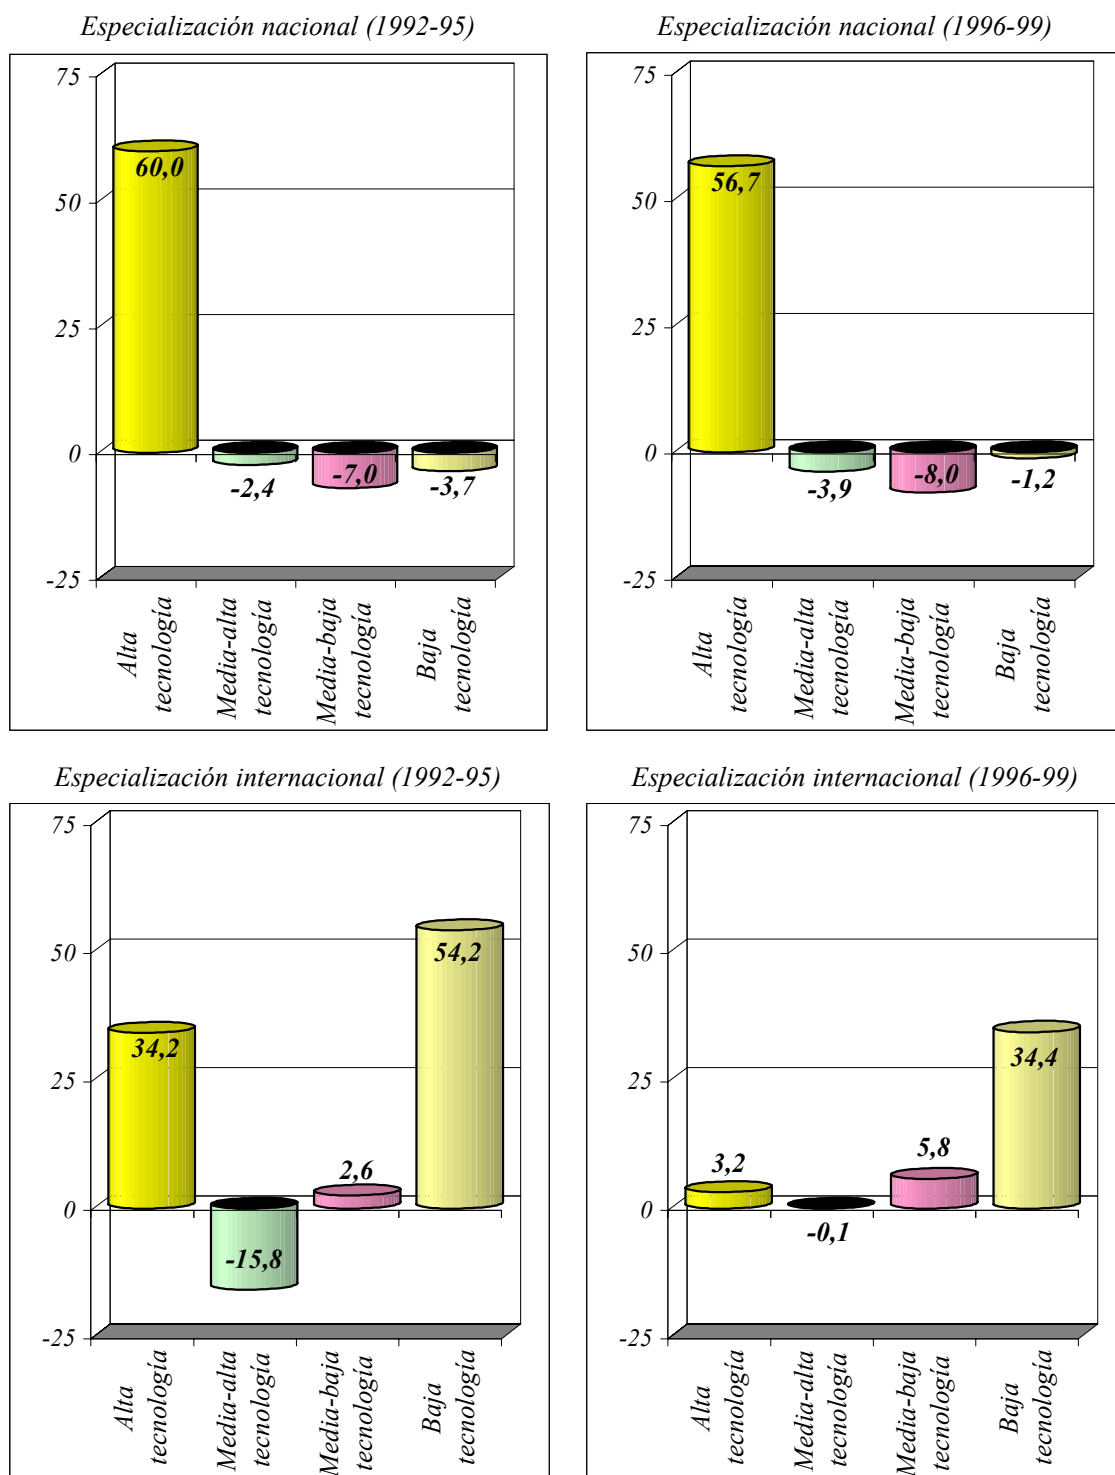 Especialización nacional (1992-95)
75
50
25
0
-25
60,0
-2,4
-7,0
-3,7
Alta
tecnología
Media-alta
tecnología
Media-baja
tecnología
Baja
tecnología
Especialización nacional (1996-99)
75
50
25
0
-25
56,7
-3,9
-8,0
-1,2
Alta
tecnología
Media-alta
tecnología
Media-baja
tecnología
Baja
tecnología
Especialización internacional (1992-95)
75
50
25
0
-25
34,2
-15,8
2,6
54,2
Alta
tecnología
Media-alta
tecnología
Media-baja
tecnología
Baja
tecnología
Especialización internacional (1996-99)
75
50
25
0
-25
3,2
-0,1
5,8
34,4
Alta
tecnología
Media-alta
tecnología
Media-baja
tecnología
Baja
tecnología